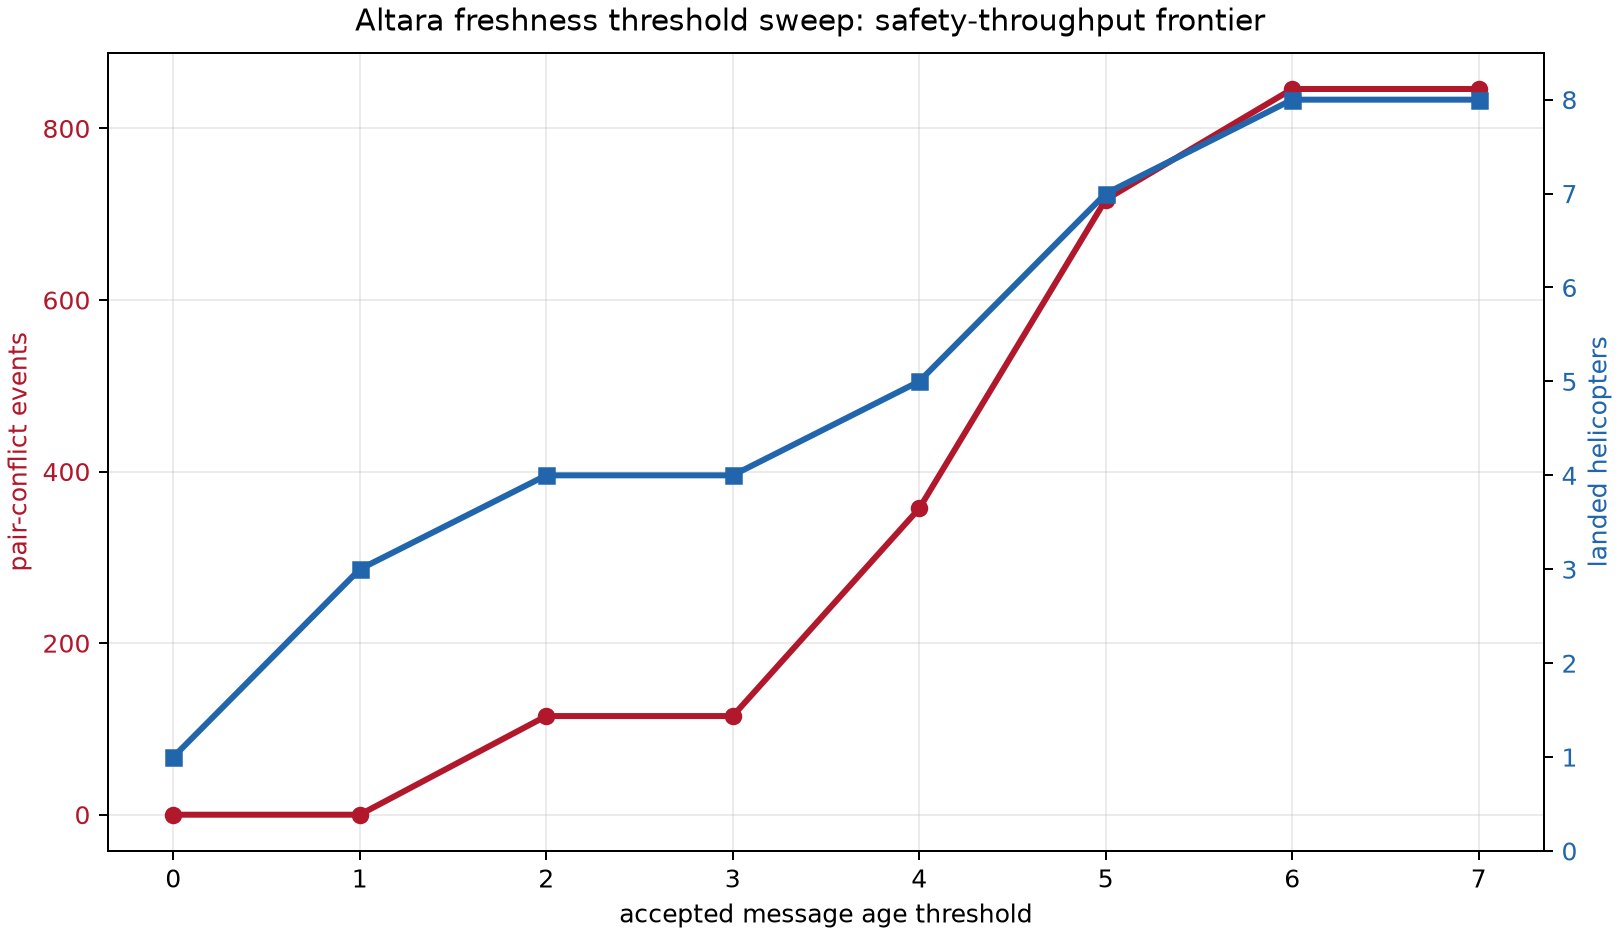 Altara freshness threshold sweep: safety-throughput frontier
pair-conflict events
800
600
400
200
0
8
7
6
5
4
3
2
1
0
landed helicopters
0 1 2 3 4 5 6 7
accepted message age threshold